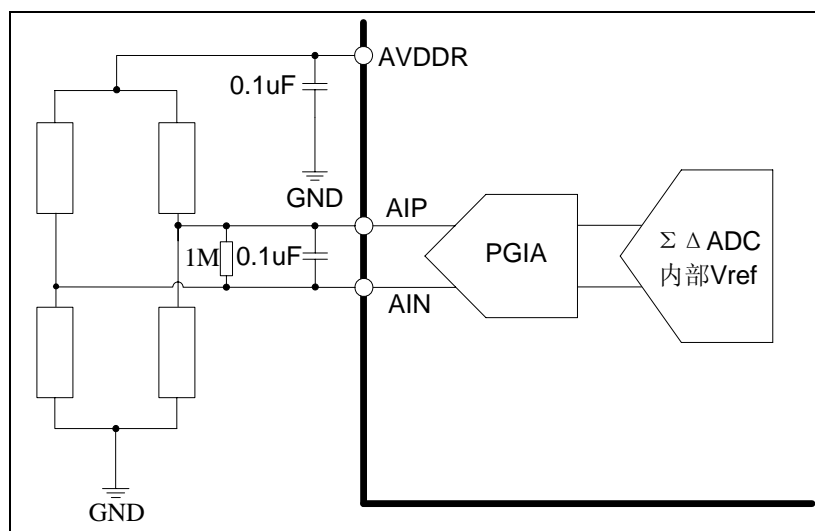 AVDDR
0.1uF
GND
AIP
1M
0.1uF
PGIA
Σ Δ ADC
内部Vref
AIN
GND